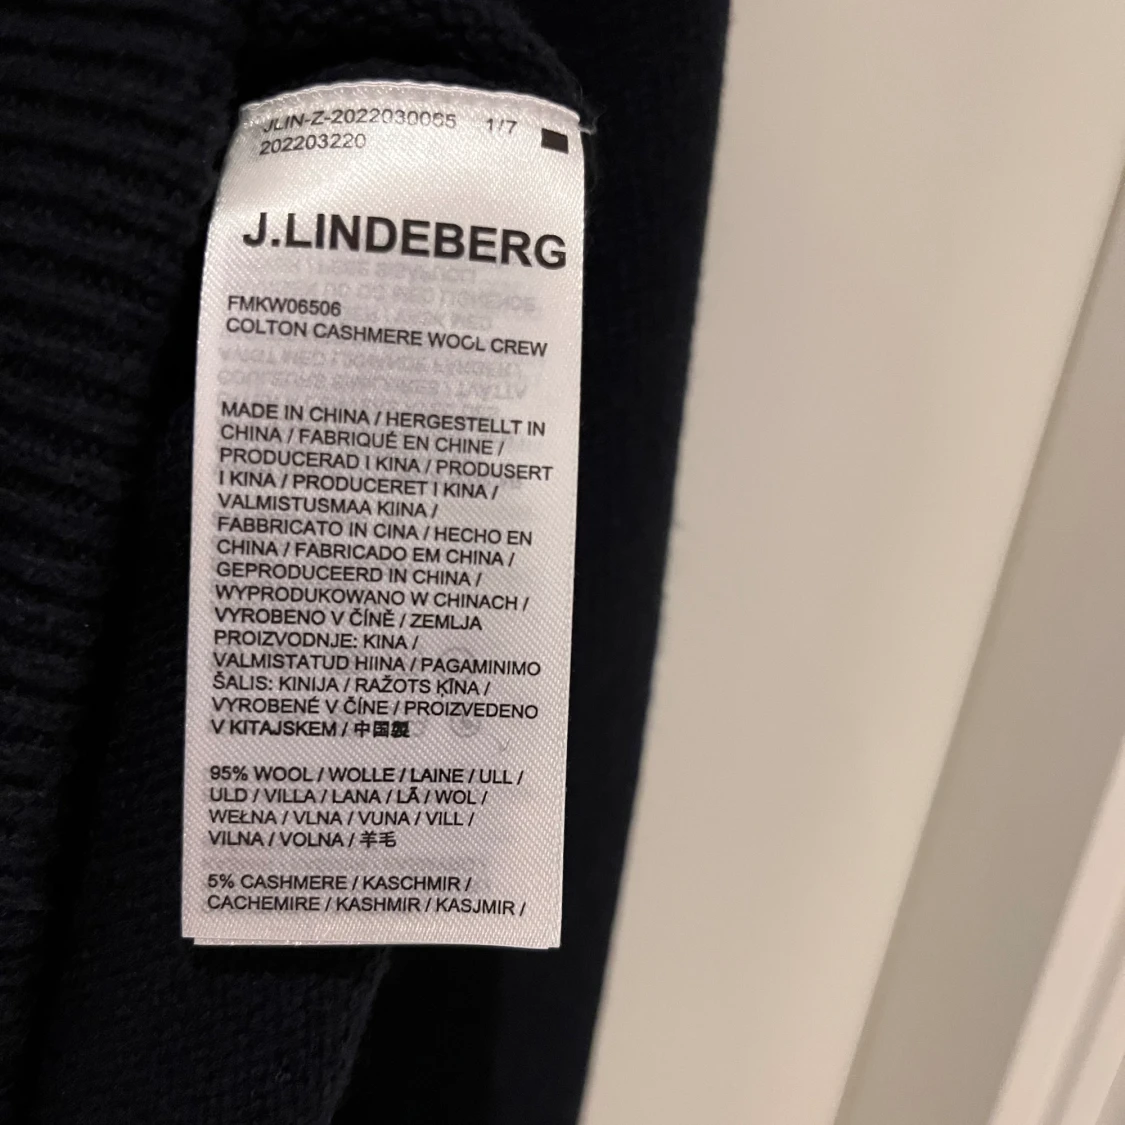 JLIN-Z-2022030065 1/7
202203220
J.LINDEBERG
FMKW06506
COLTON CASHMERE WOOL CREW
MADE IN CHINA / HERGESTELLT IN
CHINA / FABRIQUÉ EN CHINE /
PRODUCERAD I KINA / PRODUSERT
I KINA / PRODUCERET I KINA /
VALMISTUSMAA KIINA /
FABBRICATO IN CINA / HECHO EN
CHINA / FABRICADO EM CHINA /
GEPRODUCEERD IN CHINA /
WYPRODUKOWANO W CHINACH /
VYROBENO V ČÍNĚ / ZEMLJA
PROIZVODNJE: KINA /
VALMISTATUD HIINA / PAGAMINIMO
ŠALIS: KINIJA / RAŽOTS ĶĪNA /
VYROBENÉ V ČÍNE / PROIZVEDENO
V KITAJSKEM / 中国製
95% WOOL / WOLLE / LAINE / ULL /
ULD / VILLA / LANA / LÃ / WOL /
WEŁNA / VLNA / VUNA / VILL /
VILNA / VOLNA / 羊毛
5% CASHMERE / KASCHMIR /
CACHEMIRE / KASHMIR / KASJMIR /